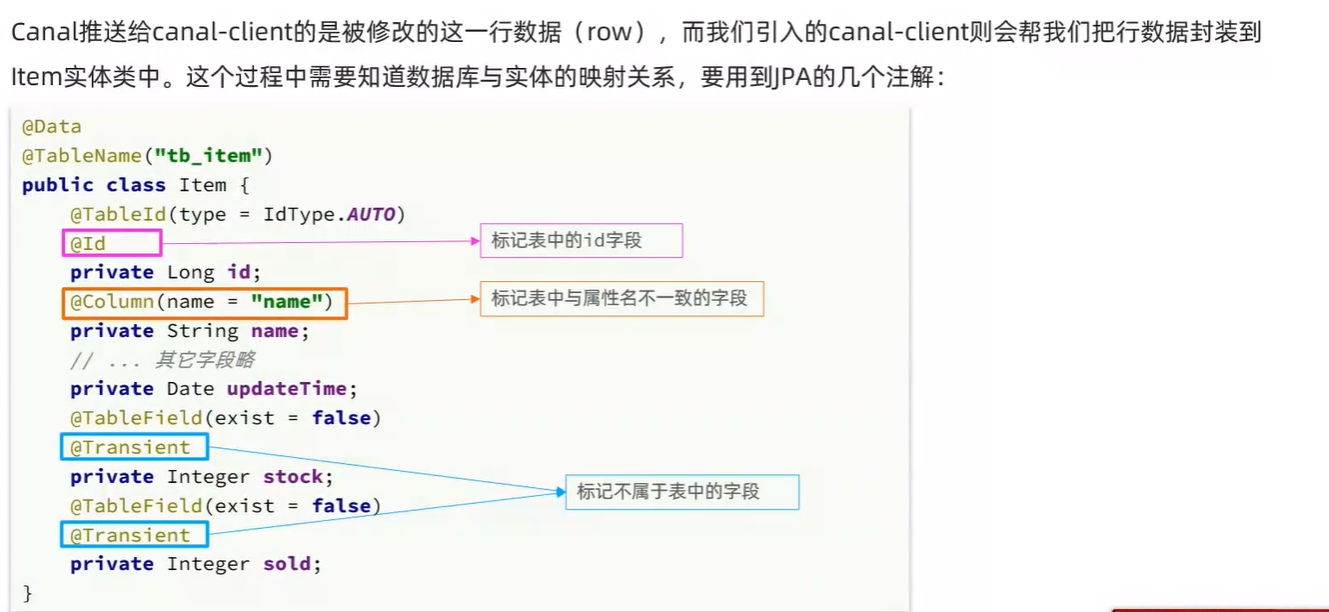 Canal推送给canal-client的是被修改的这一行数据（row），而我们引入的canal-client则会帮我们把行数据封装到
Item实体类中。这个过程中需要知道数据库与实体的映射关系，要用到JPA的几个注解：
@Data
@TableName("tb_item")
public class Item {
@TableId(type = IdType.AUTO)
@Id
标记表中的id字段
private Long id;
@Column(name = "name")
标记表中与属性名不一致的字段
private String name;
// ... 其它字段略
private Date updateTime;
@TableField(exist = false)
@Transient
private Integer stock;
标记不属于表中的字段
@TableField(exist = false)
@Transient
private Integer sold;
}